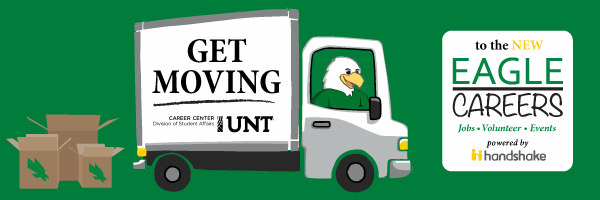 GET
MOVING
CAREER CENTER
Division of Student Affairs
UNT
to the NEW
EAGLE
CAREERS
Jobs • Volunteer • Events
powered by
handshake